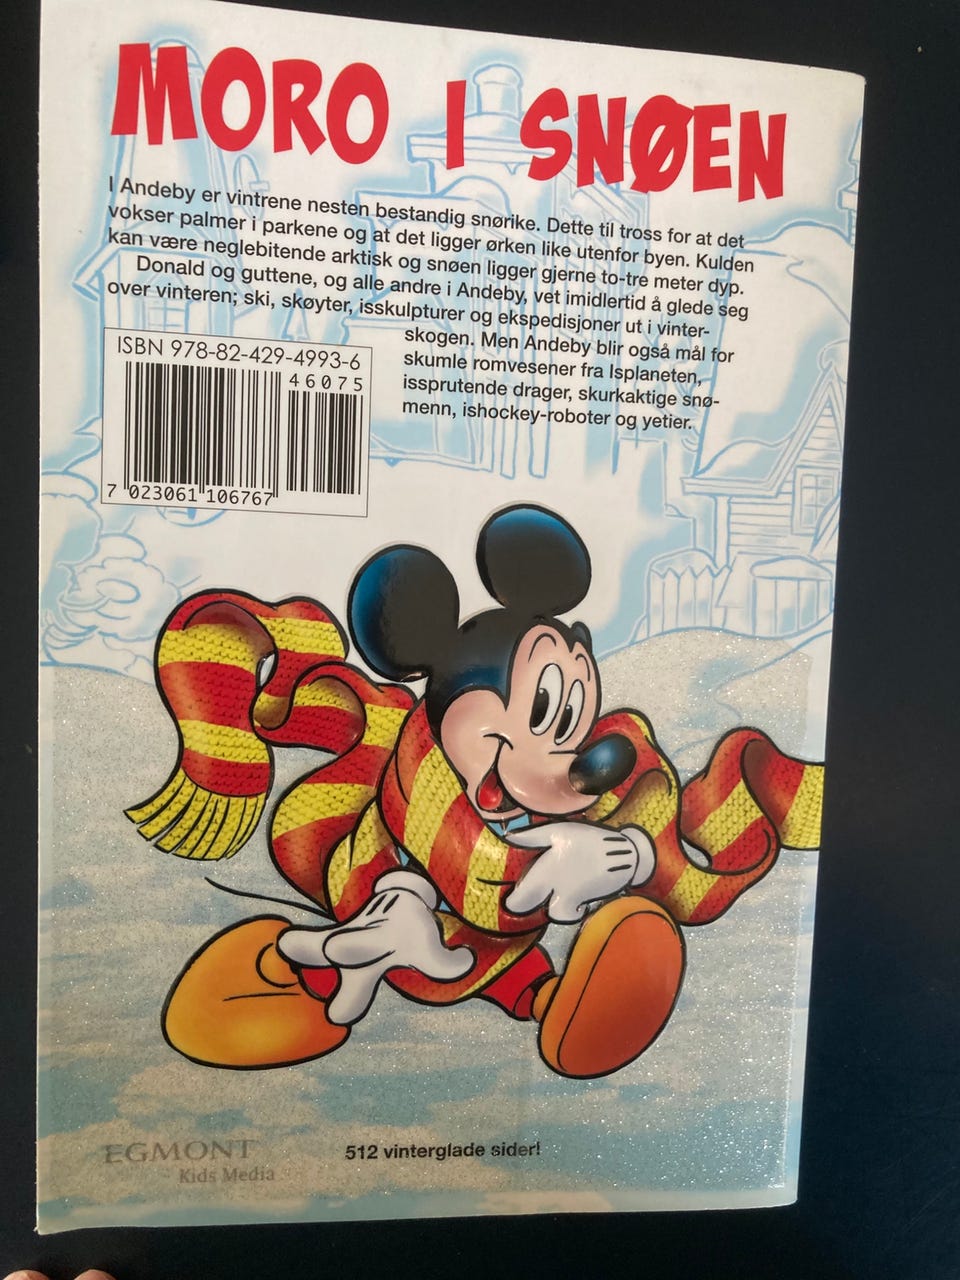 MORO I SNØEN
I Andeby er vintrene nesten bestandig snørike. Dette til tross for at det
vokser palmer i parkene og at det ligger ørken like utenfor byen. Kulden
kan være neglebitende arktisk og snøen ligger gjerne to-tre meter dyp.
Donald og guttene, og alle andre i Andeby, vet imidlertid å glede seg
over vinteren; ski, skøyter, isskulpturer og ekspedisjoner ut i vinter-
skogen. Men Andeby blir også mål for
skumle romvesener fra Isplaneten,
issprutende drager, skurkaktige snø-
menn, ishockey-roboter og yetier.
ISBN 978-82-429-4993-6
46075
7 023061 106767
EGMONT
Kids Media
512 vinterglade sider!